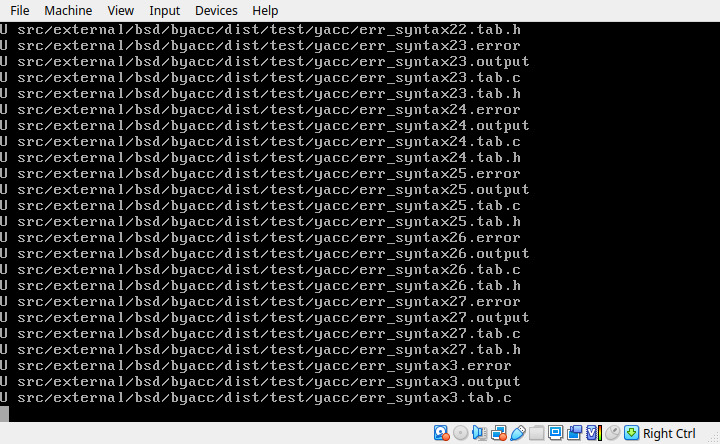 File Machine View Input Devices Help
U src/external/bsd/byacc/dist/test/yacc/err_syntax22.tab.h
U src/external/bsd/byacc/dist/test/yacc/err_syntax23.error
U src/external/bsd/byacc/dist/test/yacc/err_syntax23.output
U src/external/bsd/byacc/dist/test/yacc/err_syntax23.tab.c
U src/external/bsd/byacc/dist/test/yacc/err_syntax23.tab.h
U src/external/bsd/byacc/dist/test/yacc/err_syntax24.error
U src/external/bsd/byacc/dist/test/yacc/err_syntax24.output
U src/external/bsd/byacc/dist/test/yacc/err_syntax24.tab.c
U src/external/bsd/byacc/dist/test/yacc/err_syntax24.tab.h
U src/external/bsd/byacc/dist/test/yacc/err_syntax25.error
U src/external/bsd/byacc/dist/test/yacc/err_syntax25.output
U src/external/bsd/byacc/dist/test/yacc/err_syntax25.tab.c
U src/external/bsd/byacc/dist/test/yacc/err_syntax25.tab.h
U src/external/bsd/byacc/dist/test/yacc/err_syntax26.error
U src/external/bsd/byacc/dist/test/yacc/err_syntax26.output
U src/external/bsd/byacc/dist/test/yacc/err_syntax26.tab.c
U src/external/bsd/byacc/dist/test/yacc/err_syntax26.tab.h
U src/external/bsd/byacc/dist/test/yacc/err_syntax27.error
U src/external/bsd/byacc/dist/test/yacc/err_syntax27.output
U src/external/bsd/byacc/dist/test/yacc/err_syntax27.tab.c
U src/external/bsd/byacc/dist/test/yacc/err_syntax27.tab.h
U src/external/bsd/byacc/dist/test/yacc/err_syntax3.error
U src/external/bsd/byacc/dist/test/yacc/err_syntax3.output
U src/external/bsd/byacc/dist/test/yacc/err_syntax3.tab.c
Right Ctrl